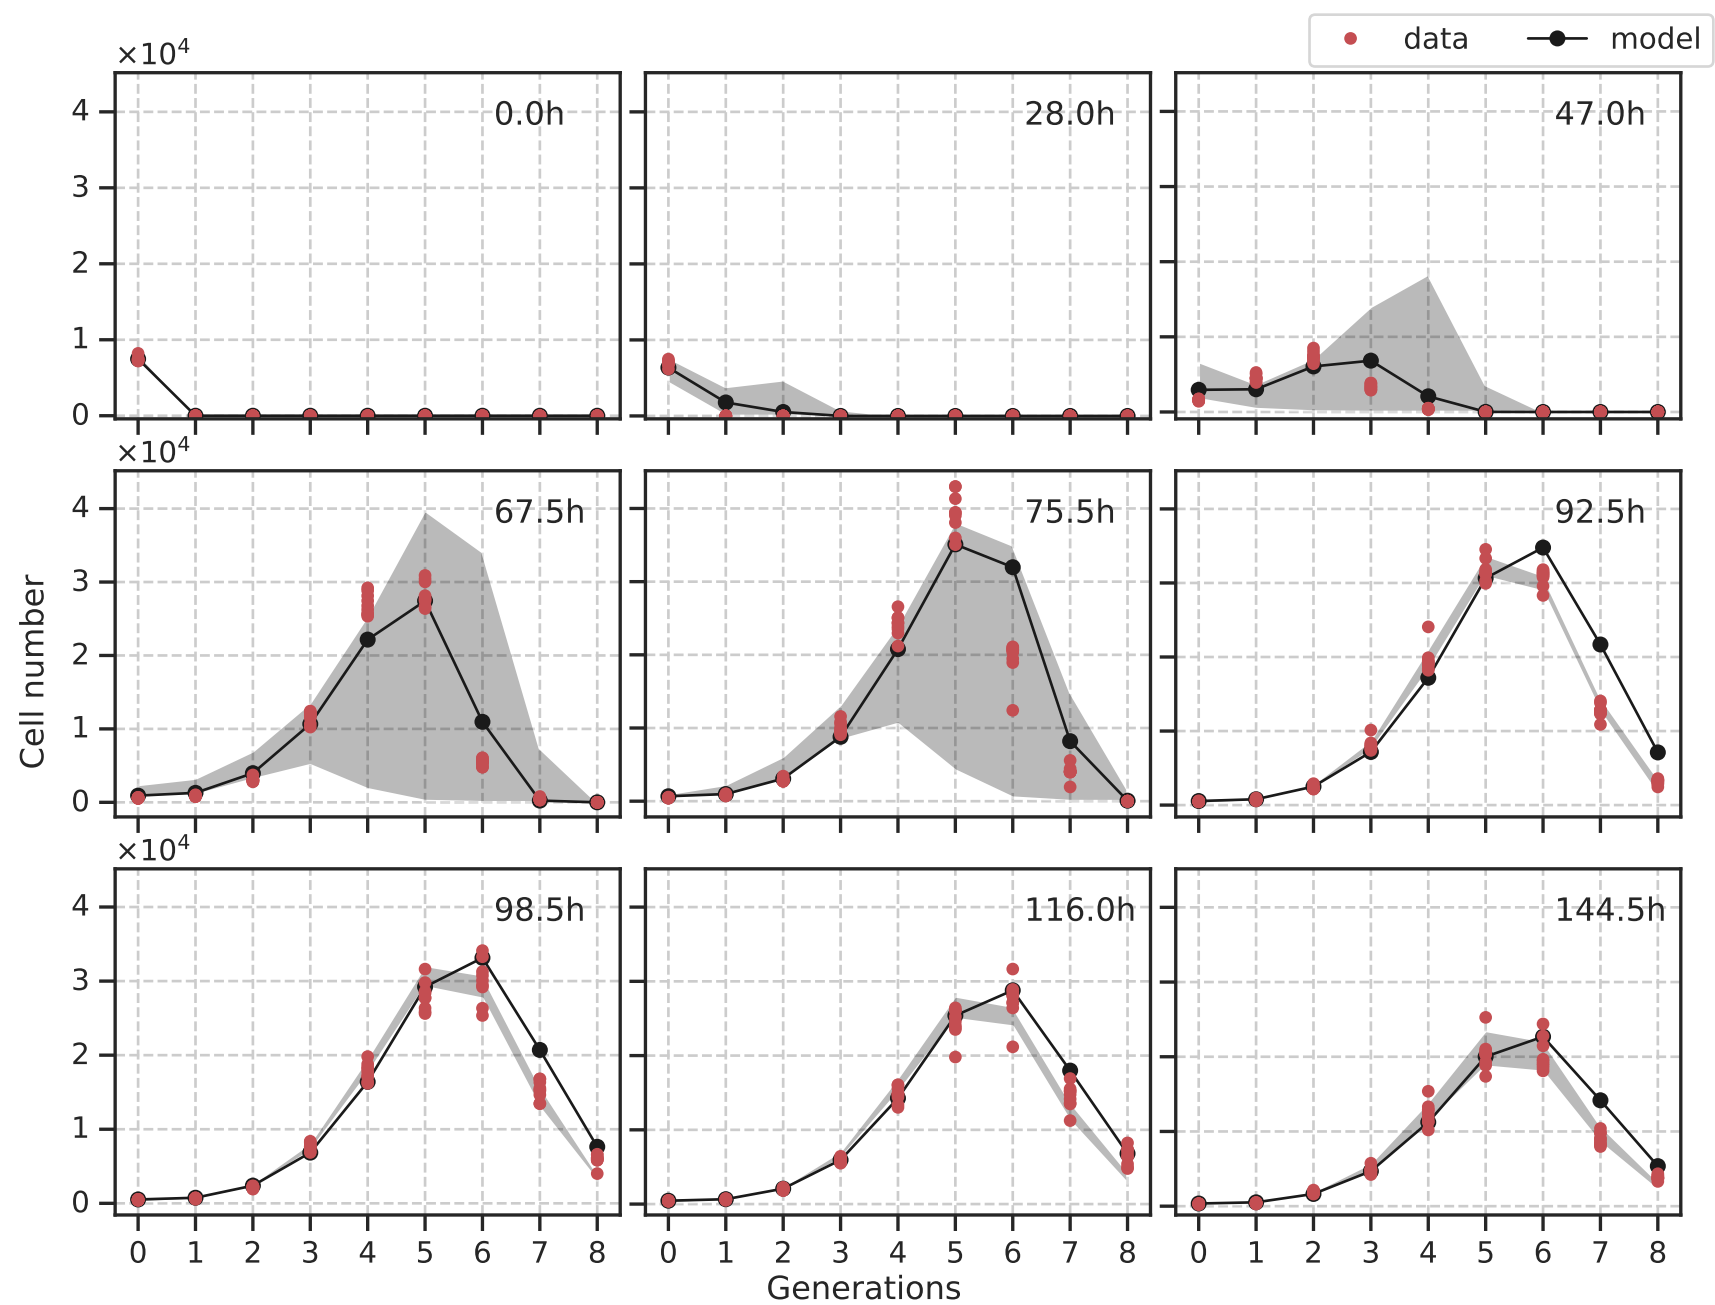 data model
×10⁴
4 3 2 1 0
0.0h
28.0h
47.0h
×10⁴
4 3 2 1 0
67.5h
75.5h
92.5h
Cell number
×10⁴
4 3 2 1 0
98.5h
116.0h
144.5h
0 1 2 3 4 5 6 7 8
0 1 2 3 4 5 6 7 8
0 1 2 3 4 5 6 7 8
Generations